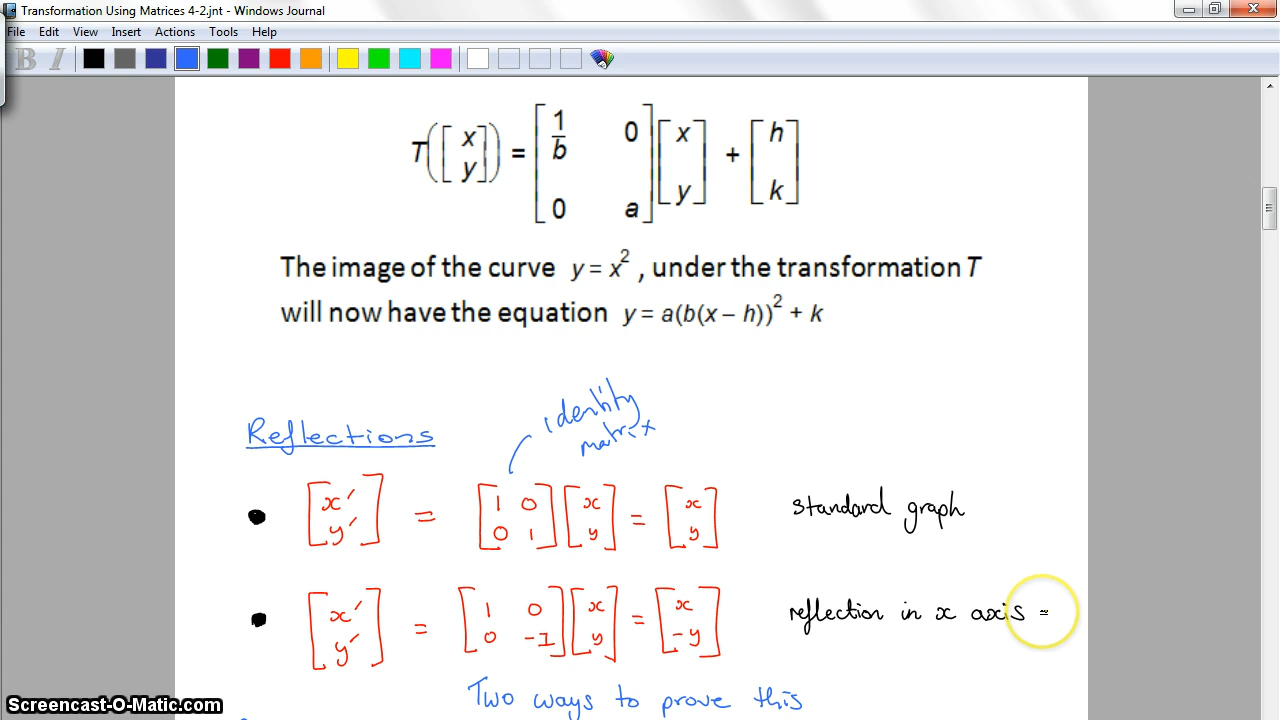 Transformation Using Matrices 4-2.jnt - Windows Journal
File Edit View Insert Actions Tools Help
B I
T([x y]) = [1/b 0 0 a][x y] + [h k]
The image of the curve y = x², under the transformation T
will now have the equation y = a(b(x – h))² + k
identity
matrix
Reflections
• [x′ y′] = [1 0 0 1][x y] = [x y] standard graph
• [x′ y′] = [1 0 0 -1][x y] = [x -y] reflection in x axis =
Two ways to prove this
Screencast-O-Matic.com